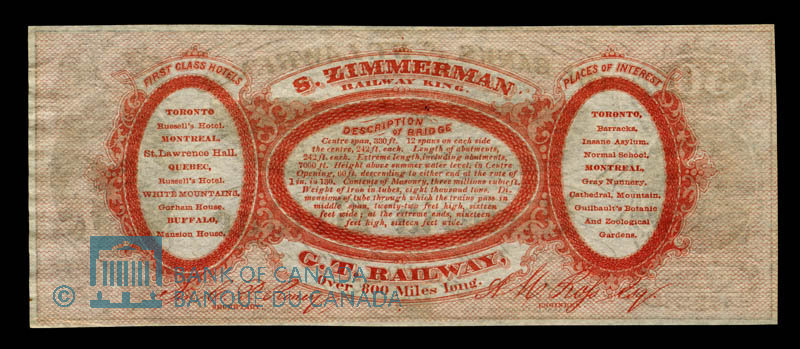 FIRST CLASS HOTELS
TORONTO
Russell's Hotel.
MONTREAL,
St. Lawrence Hall.
QUEBEC,
Russell's Hotel.
WHITE MOUNTAINS,
Gorham House.
BUFFALO,
Mansion House.
S. ZIMMERMAN
RAILWAY KING.
DESCRIPTION
of BRIDGE
Centre span, 330 ft. 12 spans on each side
the centre, 242 ft. each. Length of abutments,
242 ft. each. Extreme length, including abutments,
7000 ft. Height above summer water level; in Centre
Opening, 60 ft. descending to either end at the rate of
1 in. in 130. Contents of Masonry, three millions cubic ft.
Weight of iron in tubes, eight thousand tons. Di-
mensions of tube through which the trains pass in
middle span, twenty-two feet high, sixteen
feet wide; at the extreme ends, nineteen
feet high, sixteen feet wide.
G. T. RAILWAY,
Over 800 Miles long.
SECRETARY.
A. M. Ross Esq.
ENGINEER.
PLACES OF INTEREST
TORONTO,
Barracks.
Insane Asylum.
Normal School,
MONTREAL,
Gray Nunnery,
Cathedral, Mountain,
Guilbault's Botanic
And Zoological
Gardens.
© BANK OF CANADA
BANQUE DU CANADA